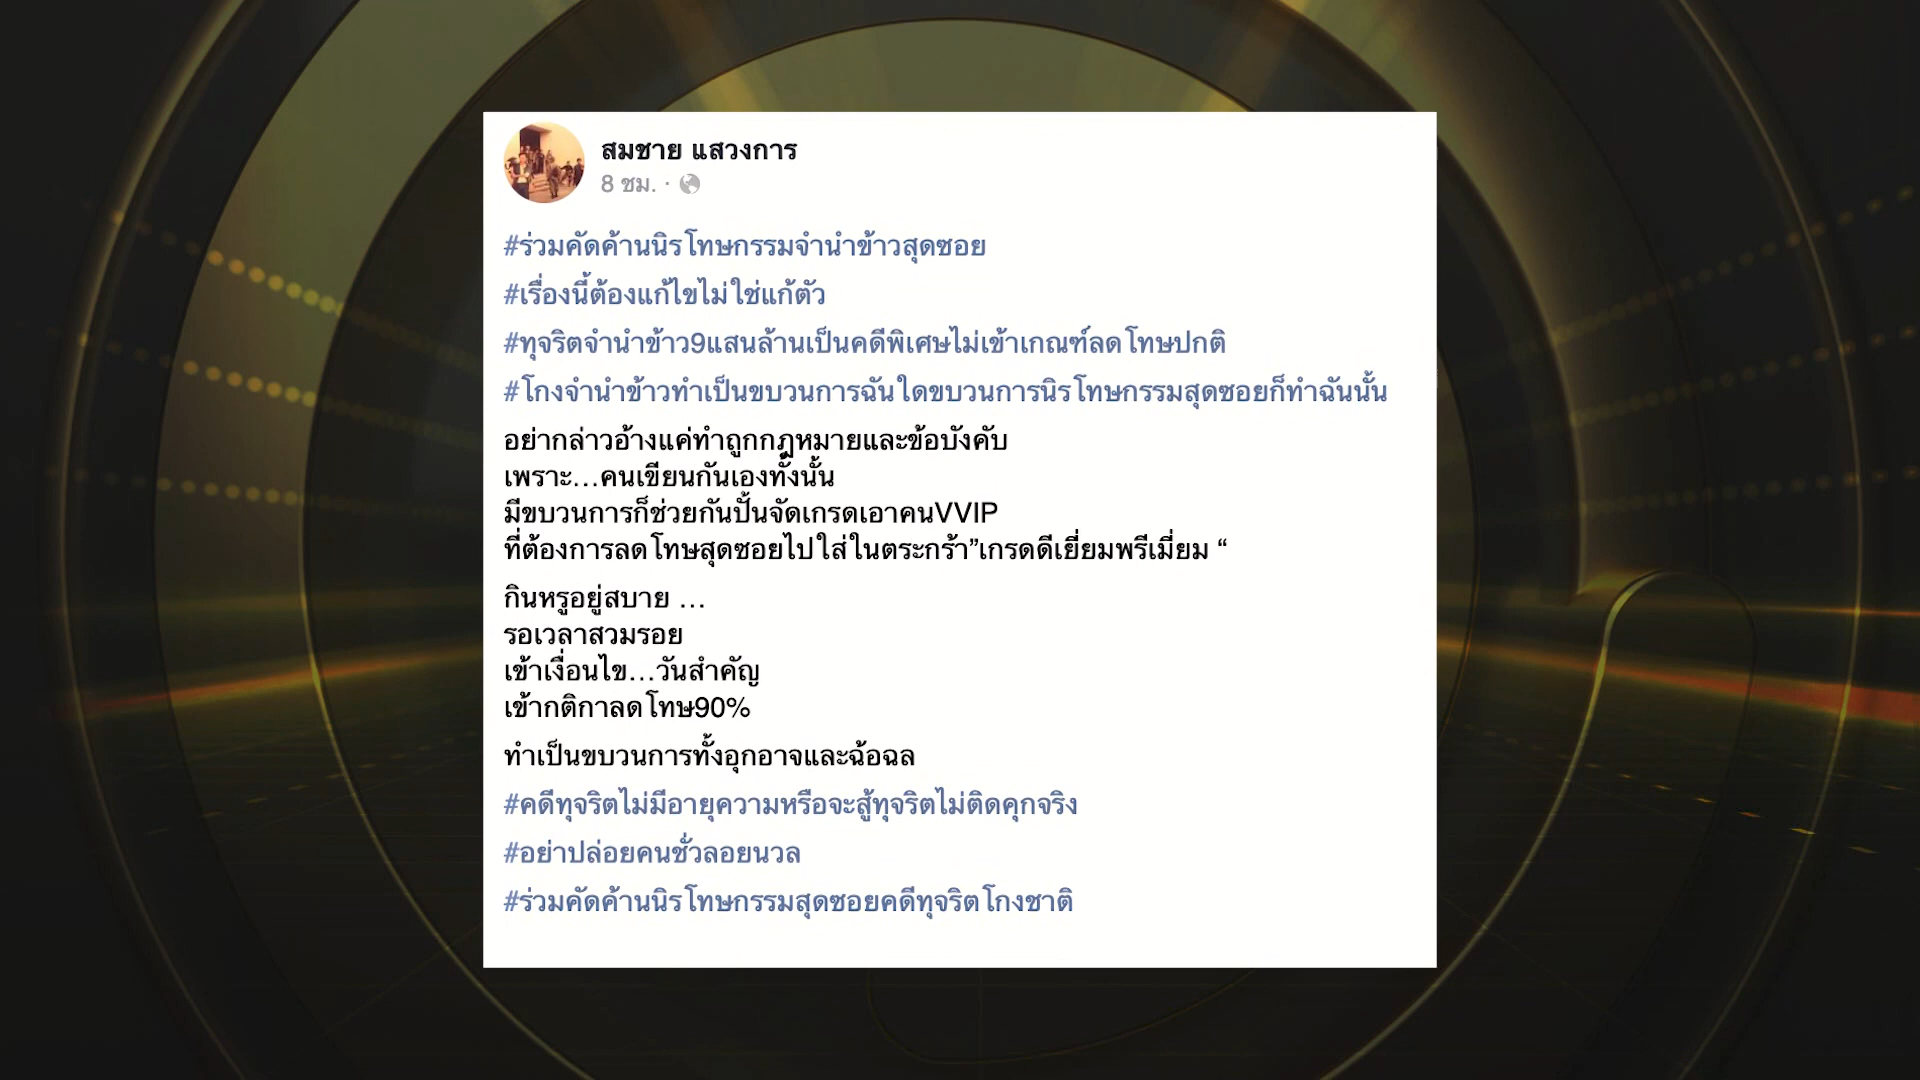 สมชาย แสวงการ
8 ชม. ·
#ร่วมคัดค้านนิรโทษกรรมจำนำข้าวสุดซอย
#เรื่องนี้ต้องแก้ไขไม่ใช่แก้ตัว
#ทุจริตจำนำข้าว9แสนล้านเป็นคดีพิเศษไม่เข้าเกณฑ์ลดโทษปกติ
#โกงจำนำข้าวทำเป็นขบวนการฉันใดขบวนการนิรโทษกรรมสุดซอยก็ทำฉันนั้น
อย่ากล่าวอ้างแค่ทำถูกกฎหมายและข้อบังคับ
เพราะ...คนเขียนกันเองทั้งนั้น
มีขบวนการก็ช่วยกันปั้นจัดเกรดเอาคนVVIP
ที่ต้องการลดโทษสุดซอยไปใส่ในตระกร้า”เกรดดีเยี่ยมพรีเมี่ยม “
กินหรูอยู่สบาย ...
รอเวลาสวมรอย
เข้าเงื่อนไข...วันสำคัญ
เข้ากติกาลดโทษ90%
ทำเป็นขบวนการทั้งอุกอาจและฉ้อฉล
#คดีทุจริตไม่มีอายุความหรือจะสู้ทุจริตไม่ติดคุกจริง
#อย่าปล่อยคนชั่วลอยนวล
#ร่วมคัดค้านนิรโทษกรรมสุดซอยคดีทุจริตโกงชาติ